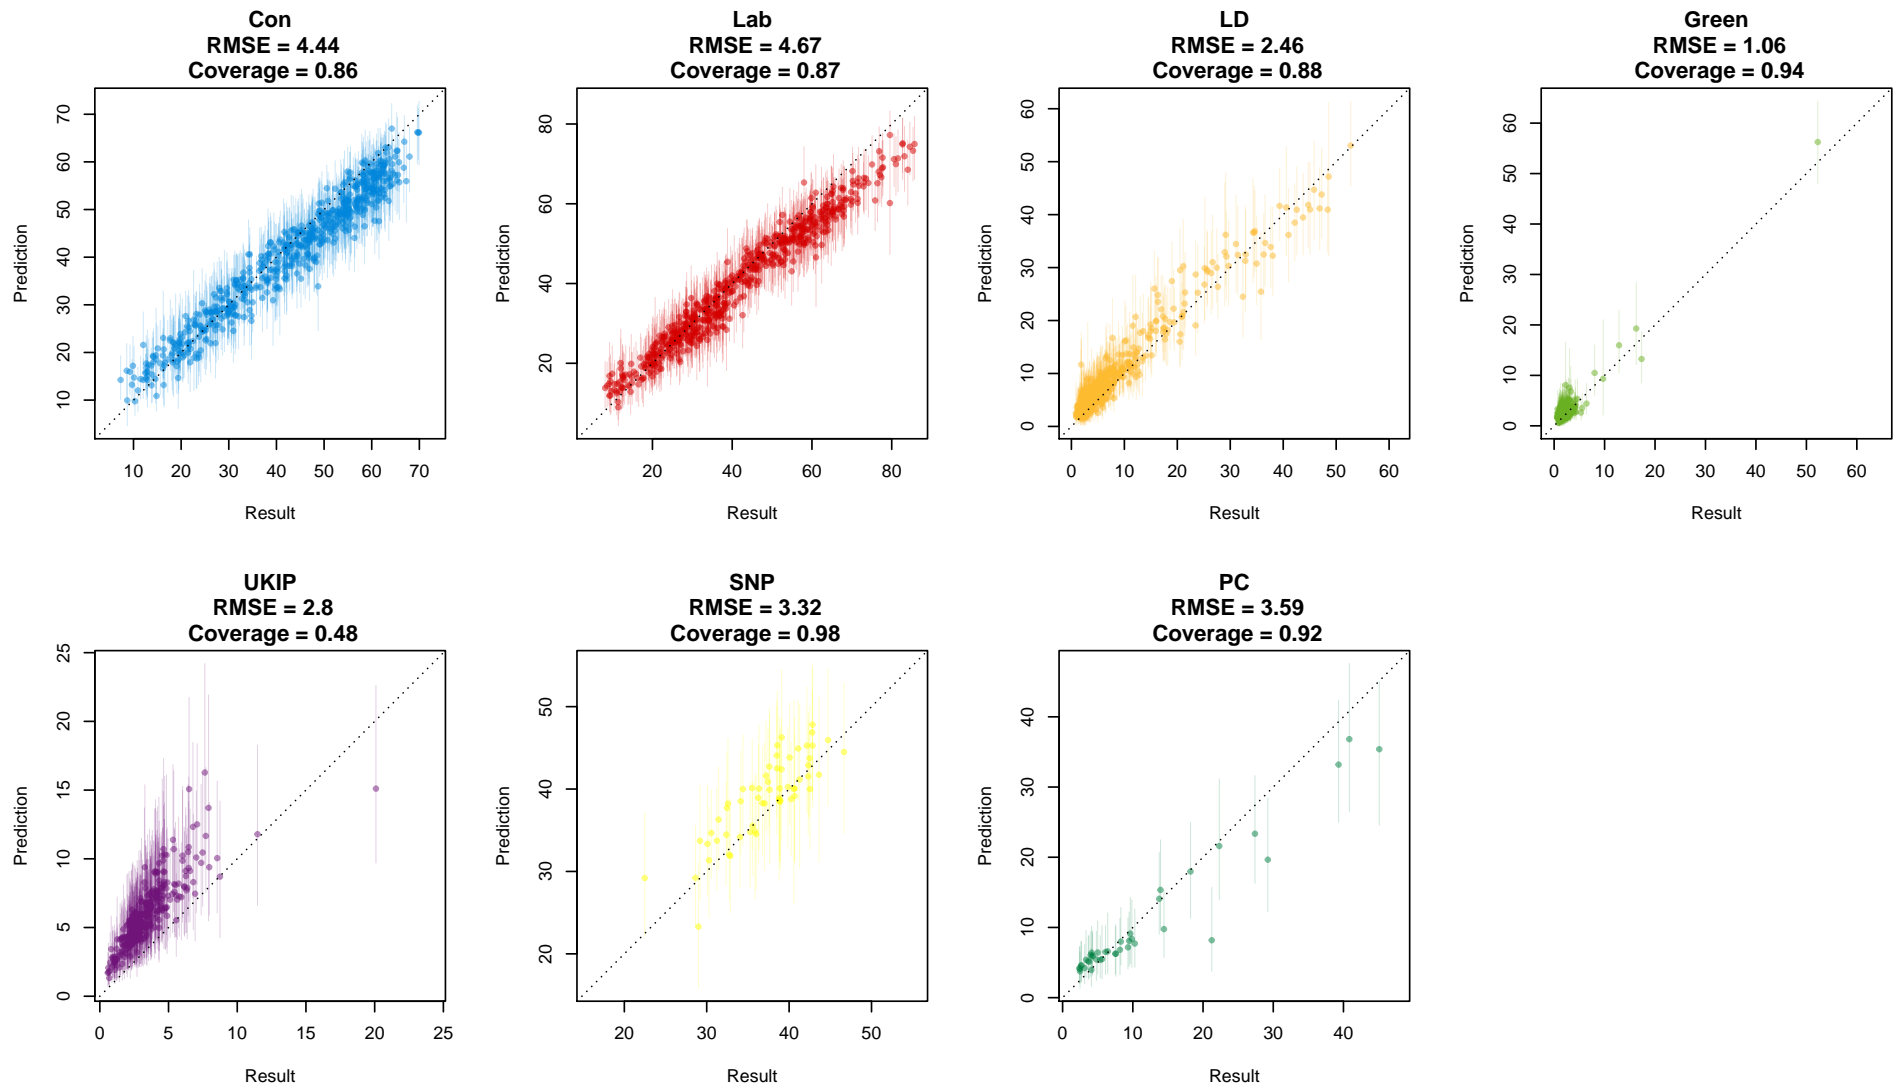 Con
RMSE = 4.44
Coverage = 0.86
Prediction
70
60
50
40
30
20
10
10 20 30 40 50 60 70
Result
Lab
RMSE = 4.67
Coverage = 0.87
Prediction
80
60
40
20
20 40 60 80
Result
LD
RMSE = 2.46
Coverage = 0.88
Prediction
60
50
40
30
20
10
0
0 10 20 30 40 50 60
Result
Green
RMSE = 1.06
Coverage = 0.94
Prediction
60
50
40
30
20
10
0
0 10 20 30 40 50 60
Result
UKIP
RMSE = 2.8
Coverage = 0.48
Prediction
25
20
15
10
5
0
0 5 10 15 20 25
Result
SNP
RMSE = 3.32
Coverage = 0.98
Prediction
50
40
30
20
20 30 40 50
Result
PC
RMSE = 3.59
Coverage = 0.92
Prediction
40
30
20
10
0
0 10 20 30 40
Result